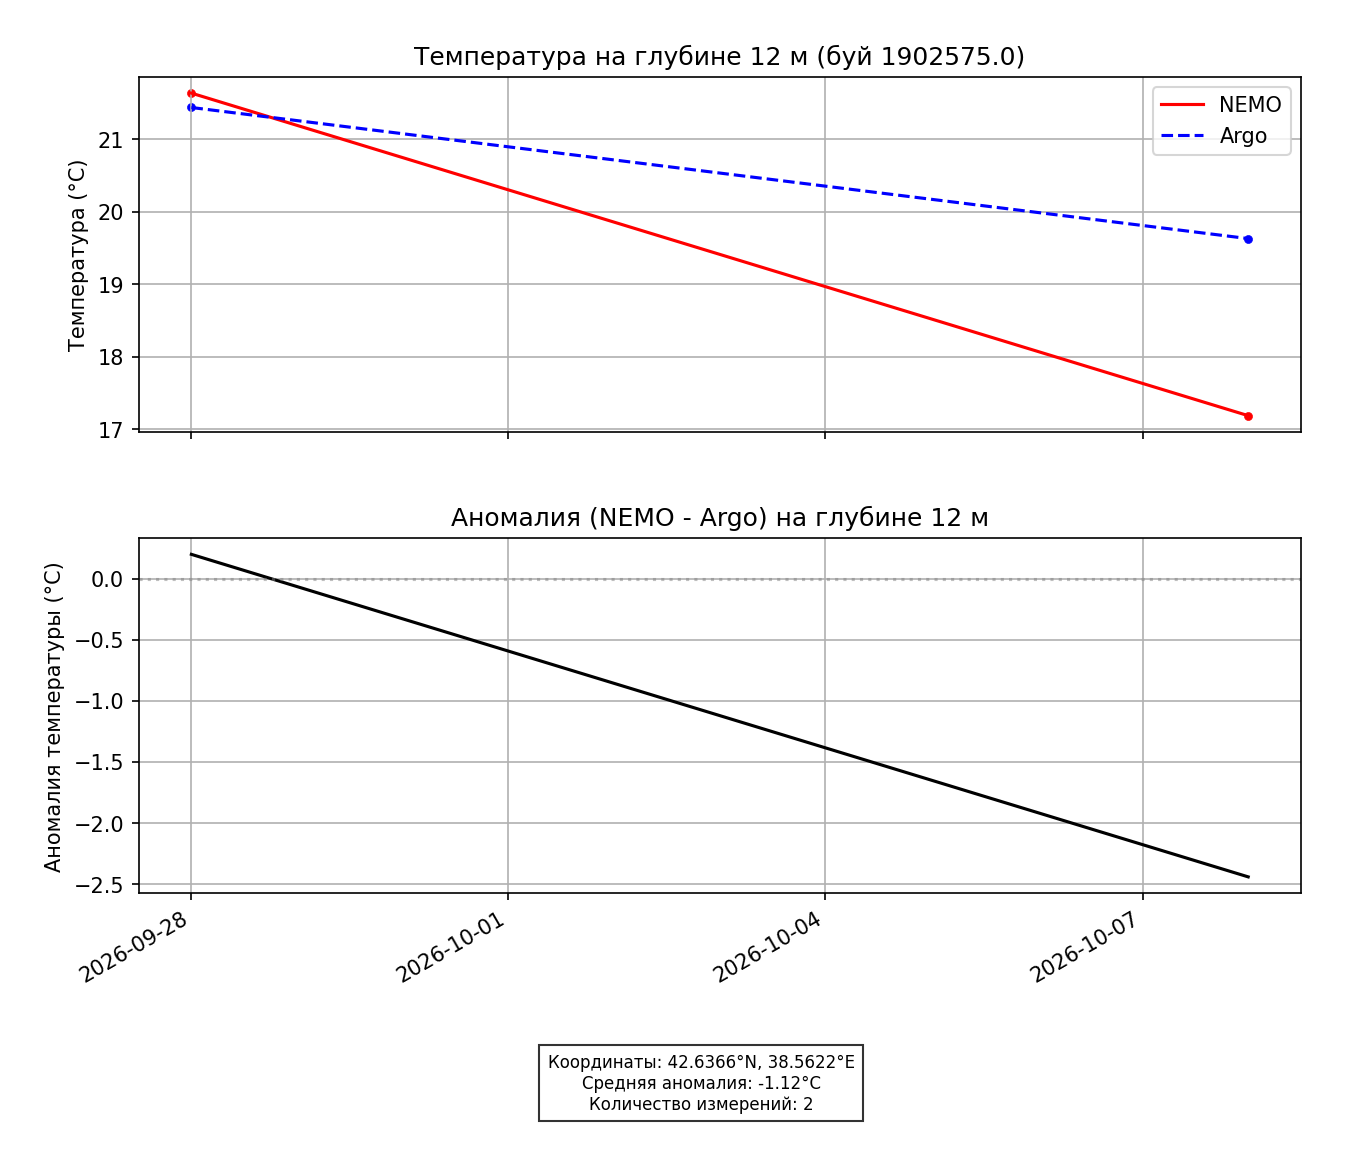 Температура на глубине 12 м (буй 1902575.0)
Температура (°C)
21
20
19
18
17
NEMO
Argo
Аномалия (NEMO - Argo) на глубине 12 м
Аномалия температуры (°C)
0.0
−0.5
−1.0
−1.5
−2.0
−2.5
2026-09-28
2026-10-01
2026-10-04
2026-10-07
Координаты: 42.6366°N, 38.5622°E
Средняя аномалия: -1.12°C
Количество измерений: 2